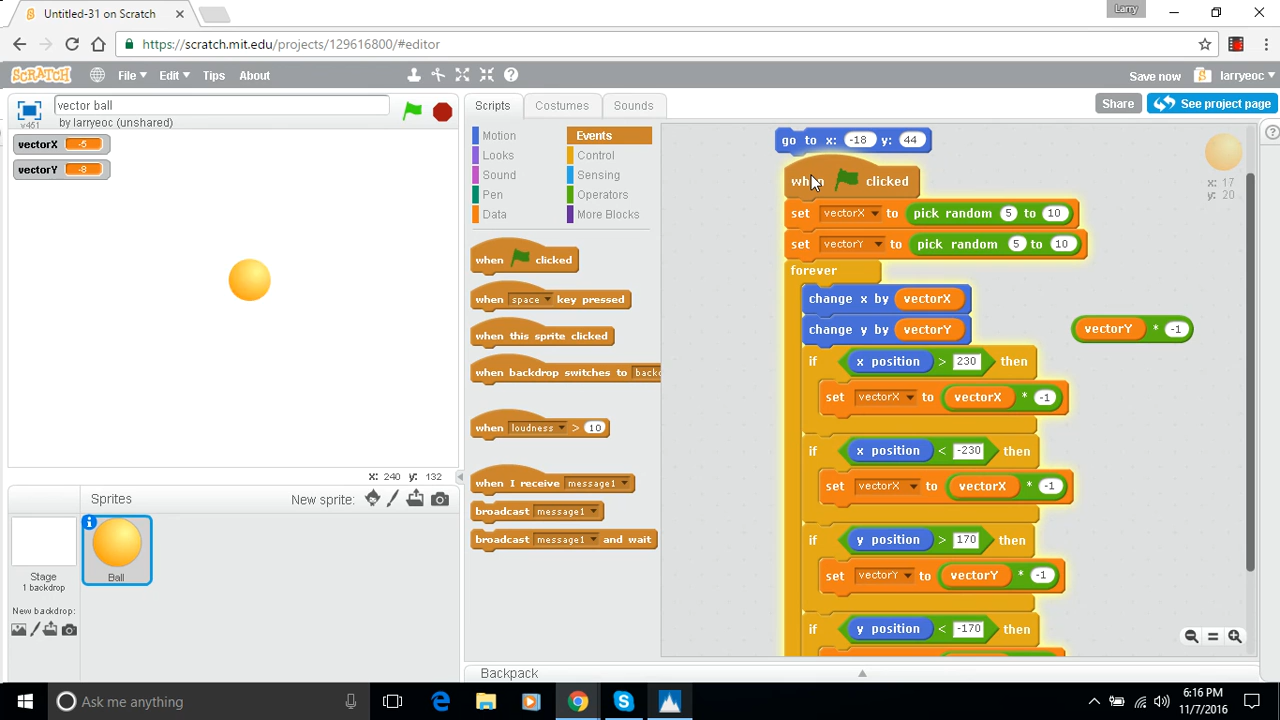 Untitled-31 on Scratch
Larry
https://scratch.mit.edu/projects/129616800/#editor
SCRATCH File Edit Tips About Save now larryeoc
vector ball
v451
by larryeoc (unshared)
Scripts Costumes Sounds
Share See project page
vectorX -5
vectorY -8
Motion Events
Looks Control
Sound Sensing
Pen Operators
Data More Blocks
when clicked
when space key pressed
when this sprite clicked
when backdrop switches to
when loudness > 10
when I receive message1
broadcast message1
broadcast message1 and wait
go to x: -18 y: 44
when clicked
set vectorX to pick random 5 to 10
set vectorY to pick random 5 to 10
forever
change x by vectorX
change y by vectorY
if x position > 230 then
set vectorX to vectorX * -1
if x position < -230 then
set vectorX to vectorX * -1
if y position > 170 then
set vectorY to vectorY * -1
if y position < -170 then
vectorY * -1
x: 17
y: 20
x: 240 y: 132
Sprites New sprite:
Stage
1 backdrop
Ball
New backdrop:
Backpack
Ask me anything
6:16 PM
11/7/2016